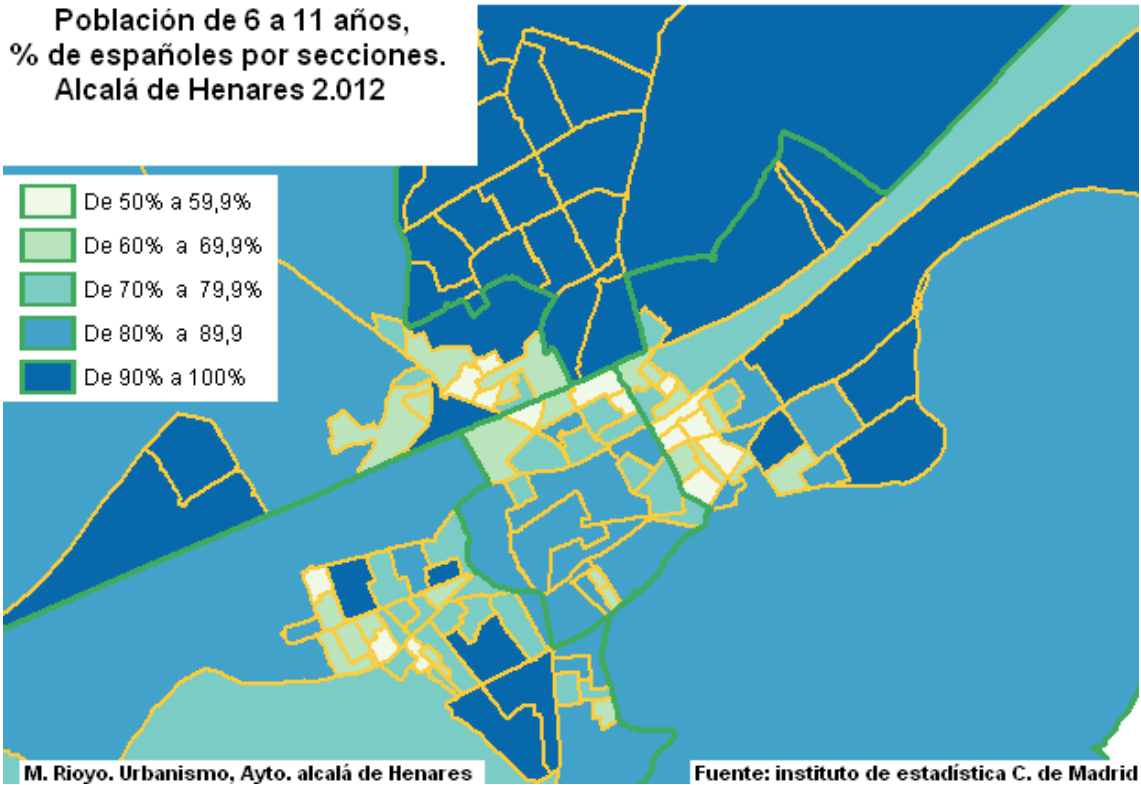 Población de 6 a 11 años,
% de españoles por secciones.
Alcalá de Henares 2.012
De 50% a 59,9%
De 60% a 69,9%
De 70% a 79,9%
De 80% a 89,9
De 90% a 100%
M. Rioyo. Urbanismo, Ayto. alcalá de Henares
Fuente: instituto de estadística C. de Madrid